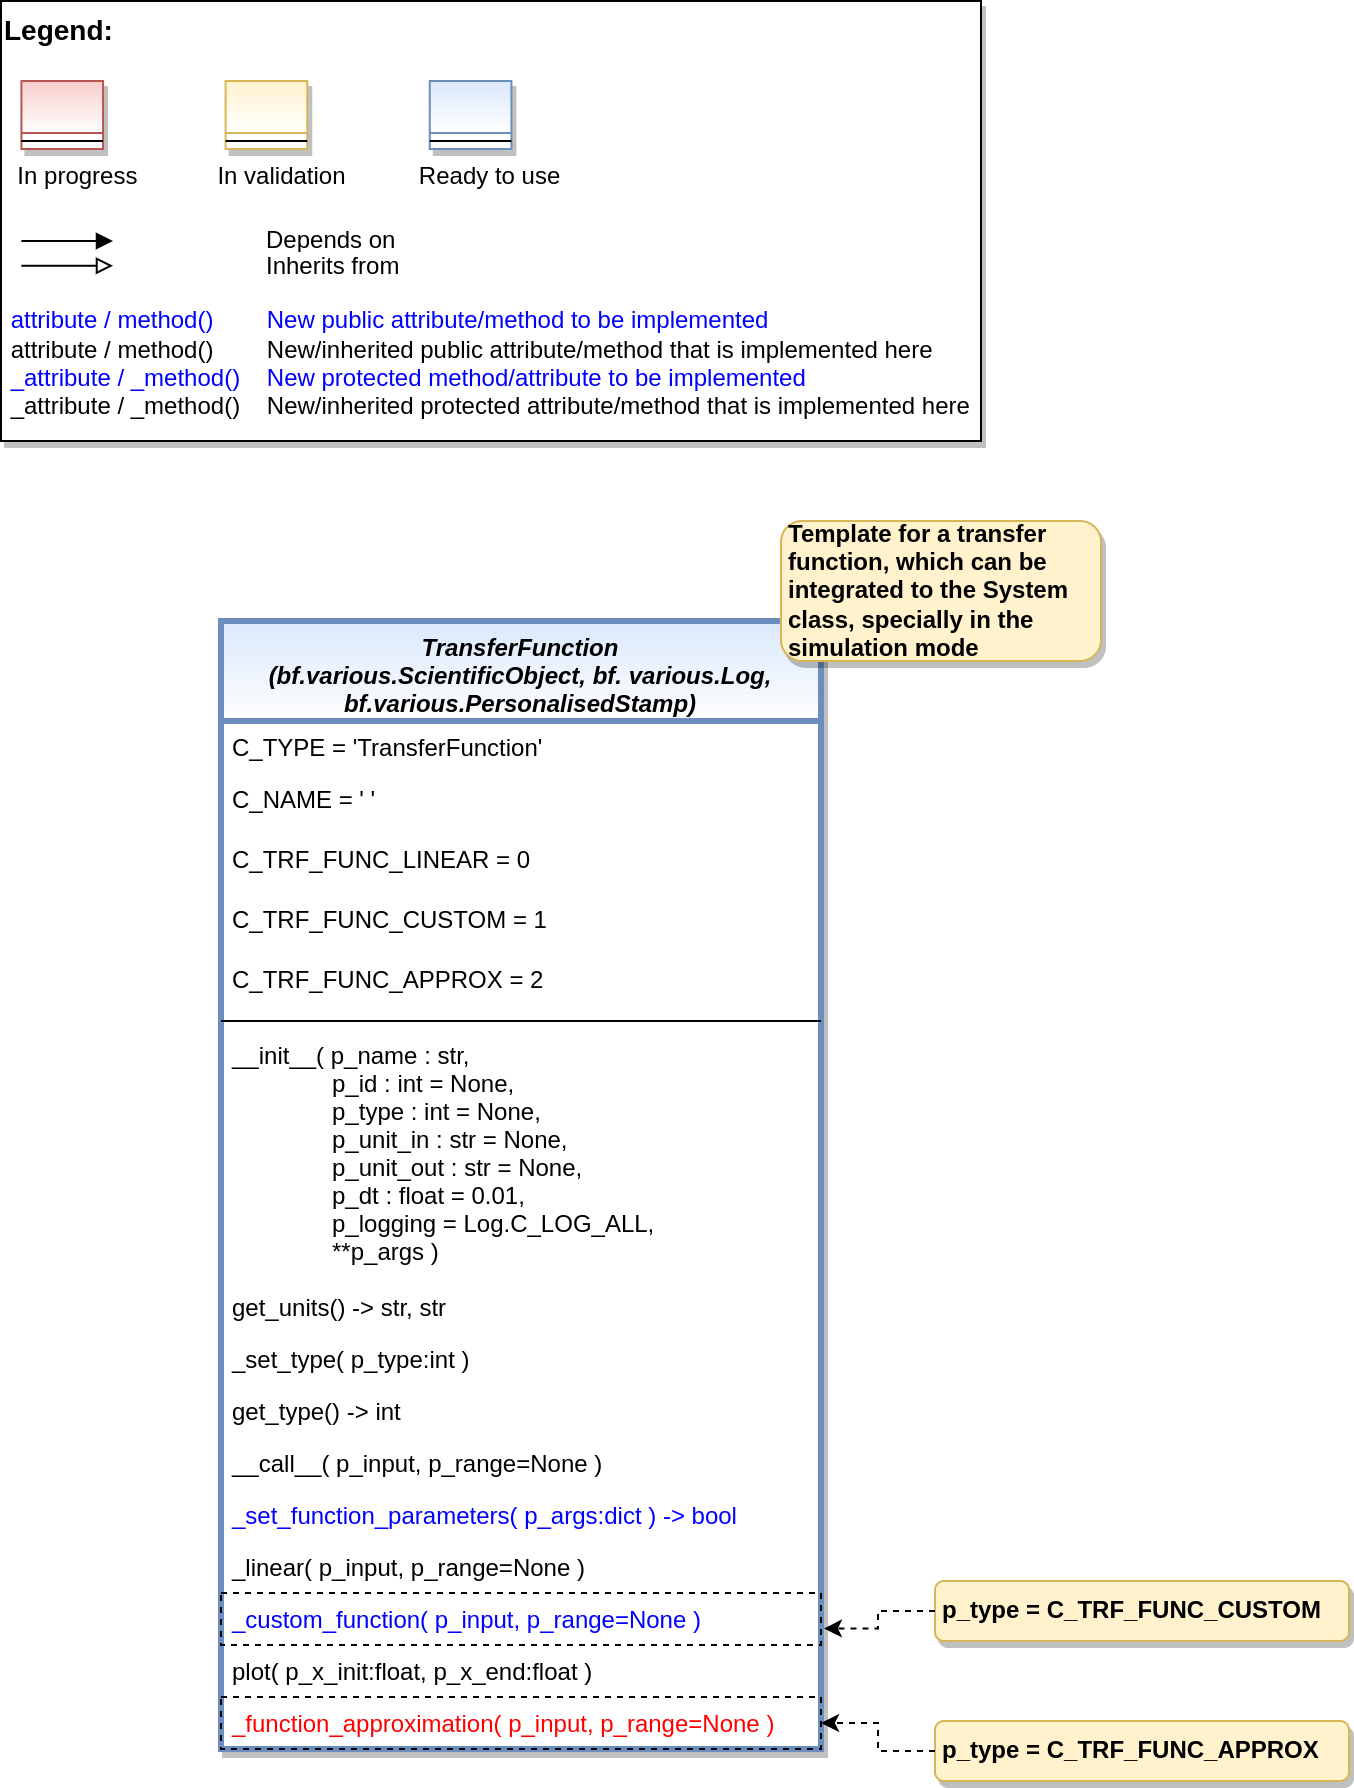 Legend:
In progress
In validation
Ready to use
Depends on
Inherits from
attribute / method() New public attribute/method to be implemented
attribute / method() New/inherited public attribute/method that is implemented here
_attribute / _method() New protected method/attribute to be implemented
_attribute / _method() New/inherited protected attribute/method that is implemented here
Template for a transfer
function, which can be
integrated to the System
class, specially in the
simulation mode
TransferFunction
(bf.various.ScientificObject, bf. various.Log,
bf.various.PersonalisedStamp)
C_TYPE = 'TransferFunction'
C_NAME = ' '
C_TRF_FUNC_LINEAR = 0
C_TRF_FUNC_CUSTOM = 1
C_TRF_FUNC_APPROX = 2
__init__( p_name : str,
p_id : int = None,
p_type : int = None,
p_unit_in : str = None,
p_unit_out : str = None,
p_dt : float = 0.01,
p_logging = Log.C_LOG_ALL,
**p_args )
get_units() -> str, str
_set_type( p_type:int )
get_type() -> int
__call__( p_input, p_range=None )
_set_function_parameters( p_args:dict ) -> bool
_linear( p_input, p_range=None )
_custom_function( p_input, p_range=None )
p_type = C_TRF_FUNC_CUSTOM
plot( p_x_init:float, p_x_end:float )
_function_approximation( p_input, p_range=None )
p_type = C_TRF_FUNC_APPROX